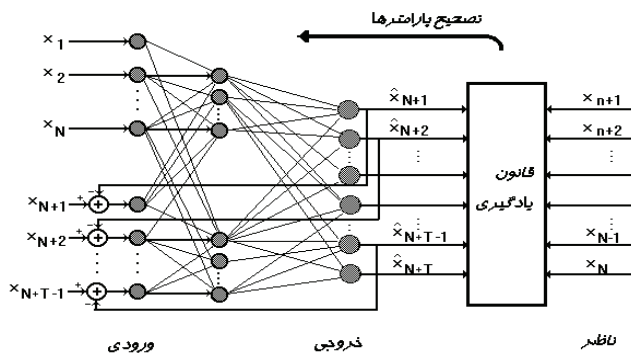 تصحیح پارامترها
x1
x2
xN
xN+1
xN+2
xN+T-1
x̂N+1
x̂N+2
x̂N+T-1
x̂N+T
قانون
یادگیری
xn+1
xn+2
xN-1
xN
ورودی
خروجی
ناظر